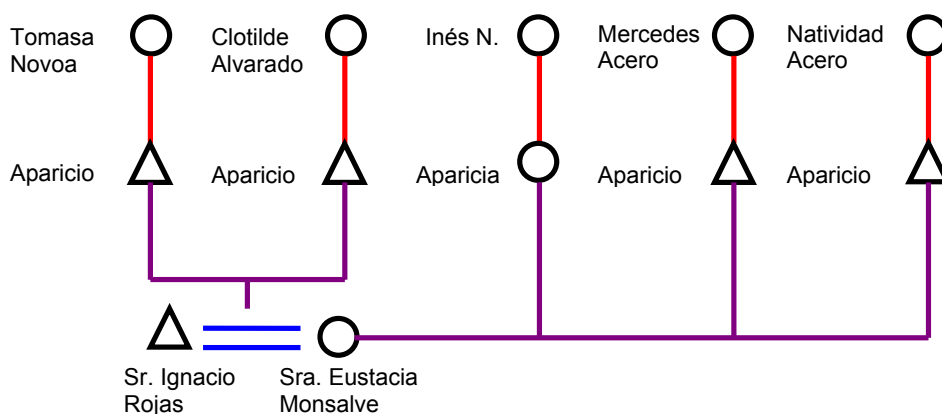 Tomasa
Novoa
Clotilde
Alvarado
Inés N.
Mercedes
Acero
Natividad
Acero
Aparicio
Aparicio
Aparicia
Aparicio
Aparicio
Sr. Ignacio
Rojas
Sra. Eustacia
Monsalve